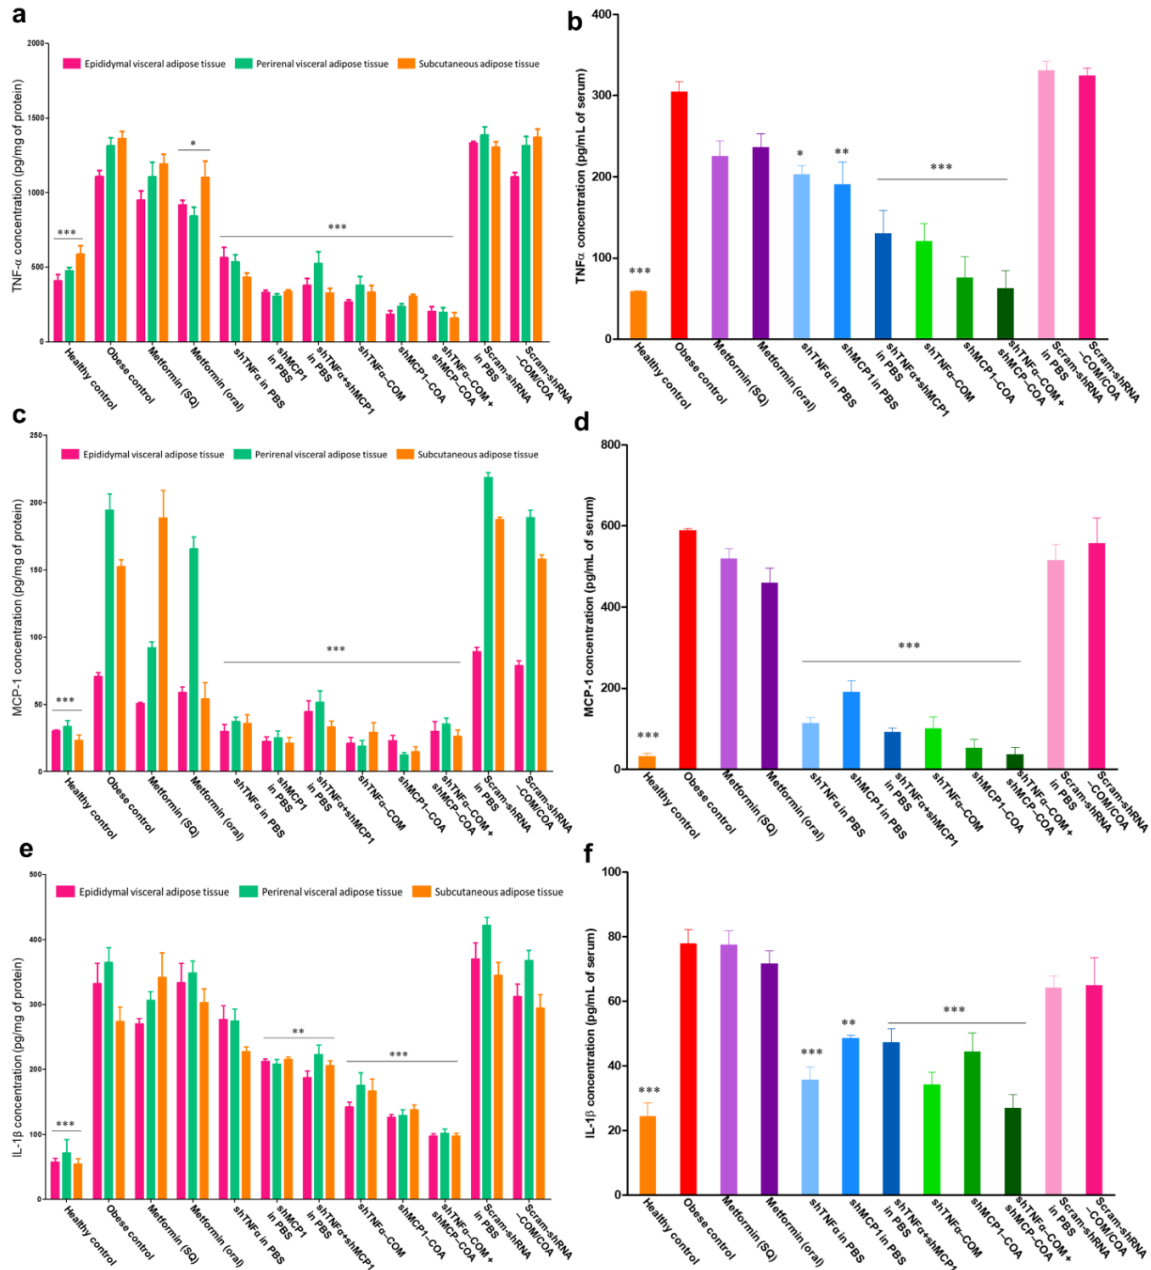 a
TNF-α concentration (pg/mg of protein)
2000
1500
1000
500
0
Epididymal visceral adipose tissue
Perirenal visceral adipose tissue
Subcutaneous adipose tissue
***
*
***
Healthy control
Obese control
Metformin (SQ)
Metformin (oral)
shTNFα in PBS
shMCP1
in PBS
shTNFα+shMCP1
in PBS
shTNFα–COM
shMCP1–COA
shTNFα–COM +
shMCP–COA
Scram–shRNA
in PBS
Scram–shRNA
–COM/COA
b
TNFα concentration (pg/mL of serum)
400
300
200
100
0
***
*
**
***
Healthy control
Obese control
Metformin (SQ)
Metformin (oral)
shTNFα in PBS
shMCP1 in PBS
shTNFα+shMCP1
in PBS
shTNFα–COM
shMCP1–COA
shTNFα–COM +
shMCP–COA
Scram–shRNA
in PBS
Scram–shRNA
–COM/COA
c
MCP-1 concentration (pg/mg of protein)
250
200
150
100
50
0
Epididymal visceral adipose tissue
Perirenal visceral adipose tissue
Subcutaneous adipose tissue
***
***
Healthy control
Obese control
Metformin (SQ)
Metformin (oral)
shTNFα in PBS
shMCP1
in PBS
shTNFα+shMCP1
in PBS
shTNFα–COM
shMCP1–COA
shTNFα–COM +
shMCP–COA
Scram–shRNA
in PBS
Scram–shRNA
–COM/COA
d
MCP-1 concentration (pg/mL of serum)
800
600
400
200
0
***
***
Healthy control
Obese control
Metformin (SQ)
Metformin (oral)
shTNFα in PBS
shMCP1 in PBS
shTNFα+shMCP1
in PBS
shTNFα–COM
shMCP1–COA
shTNFα–COM +
shMCP–COA
Scram–shRNA
in PBS
Scram–shRNA
–COM/COA
e
IL-1β concentration (pg/mg of protein)
500
400
300
200
100
0
Epididymal visceral adipose tissue
Perirenal visceral adipose tissue
Subcutaneous adipose tissue
***
**
***
Healthy control
Obese control
Metformin (SQ)
Metformin (oral)
shTNFα in PBS
shMCP1
in PBS
shTNFα+shMCP1
in PBS
shTNFα–COM
shMCP1–COA
shTNFα–COM +
shMCP–COA
Scram–shRNA
in PBS
Scram–shRNA
–COM/COA
f
IL-1β concentration (pg/mL of serum)
100
80
60
40
20
0
***
***
**
***
Healthy control
Obese control
Metformin (SQ)
Metformin (oral)
shTNFα in PBS
shMCP1 in PBS
shTNFα+shMCP1
in PBS
shTNFα–COM
shMCP1–COA
shTNFα–COM +
shMCP–COA
Scram–shRNA
in PBS
Scram–shRNA
–COM/COA